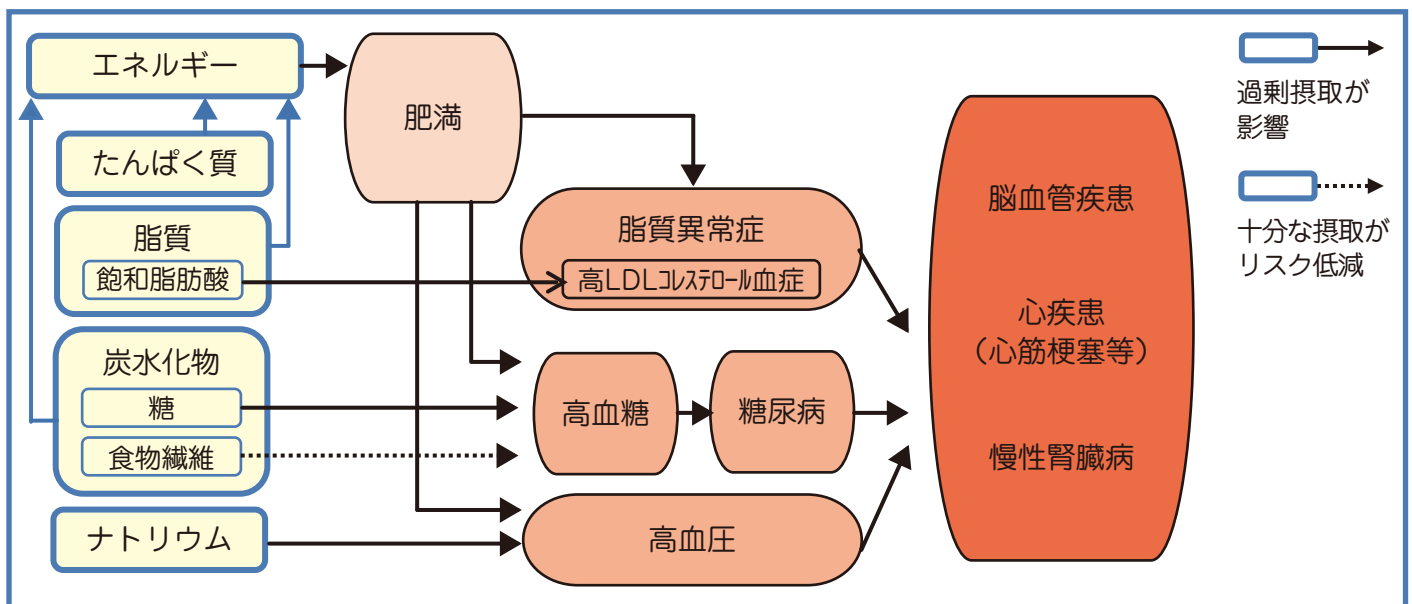 エネルギー
たんぱく質
脂質
飽和脂肪酸
炭水化物
糖
食物繊維
ナトリウム
肥満
脂質異常症
高LDLコレステロール血症
高血糖
糖尿病
高血圧
脳血管疾患
心疾患
（心筋梗塞等）
慢性腎臓病
過剰摂取が
影響
十分な摂取が
リスク低減